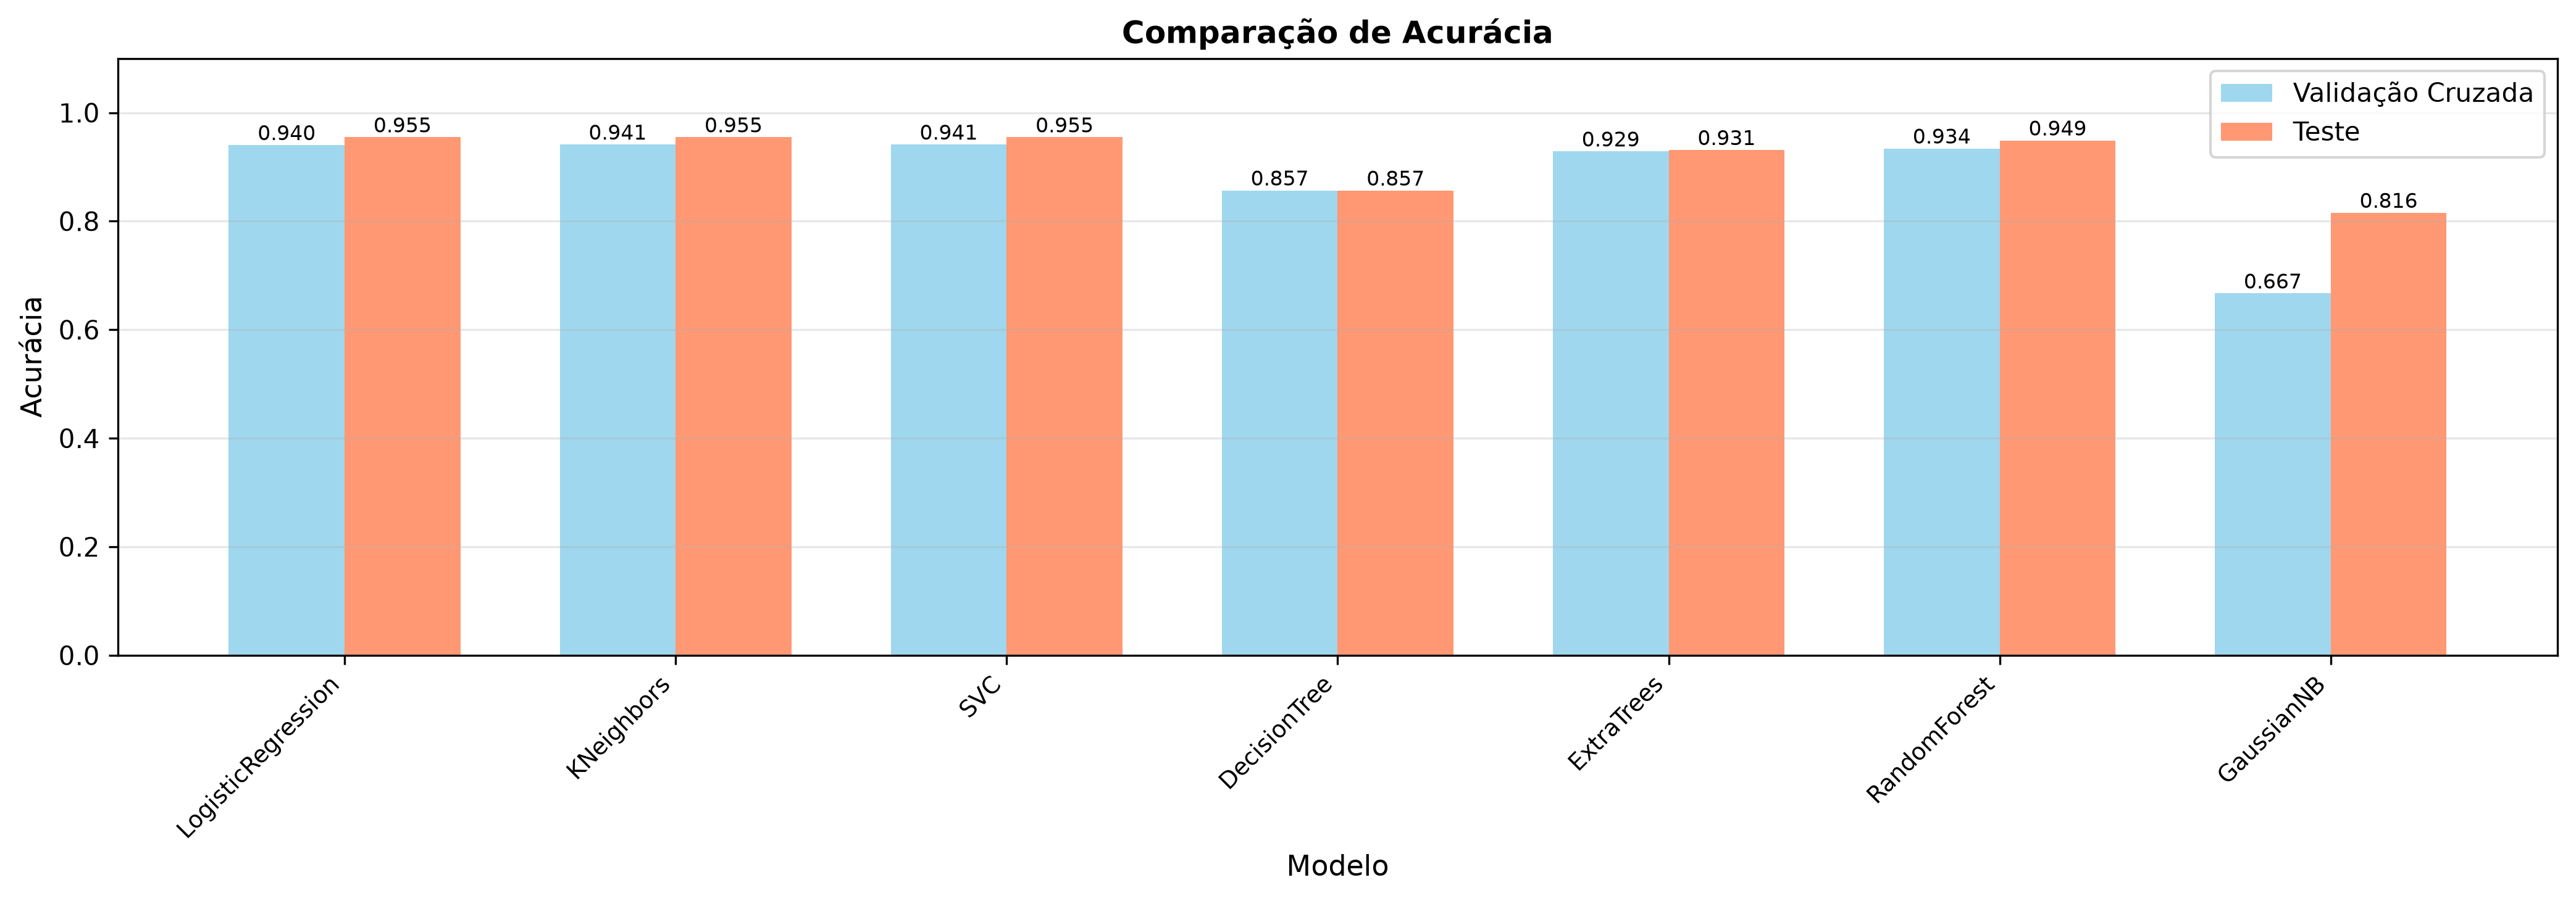 Comparação de Acurácia
Validação Cruzada
Teste
Acurácia
1.0
0.8
0.6
0.4
0.2
0.0
0.940
0.955
0.941
0.955
0.941
0.955
0.857
0.857
0.929
0.931
0.934
0.949
0.667
0.816
LogisticRegression
KNeighbors
SVC
DecisionTree
ExtraTrees
RandomForest
GaussianNB
Modelo